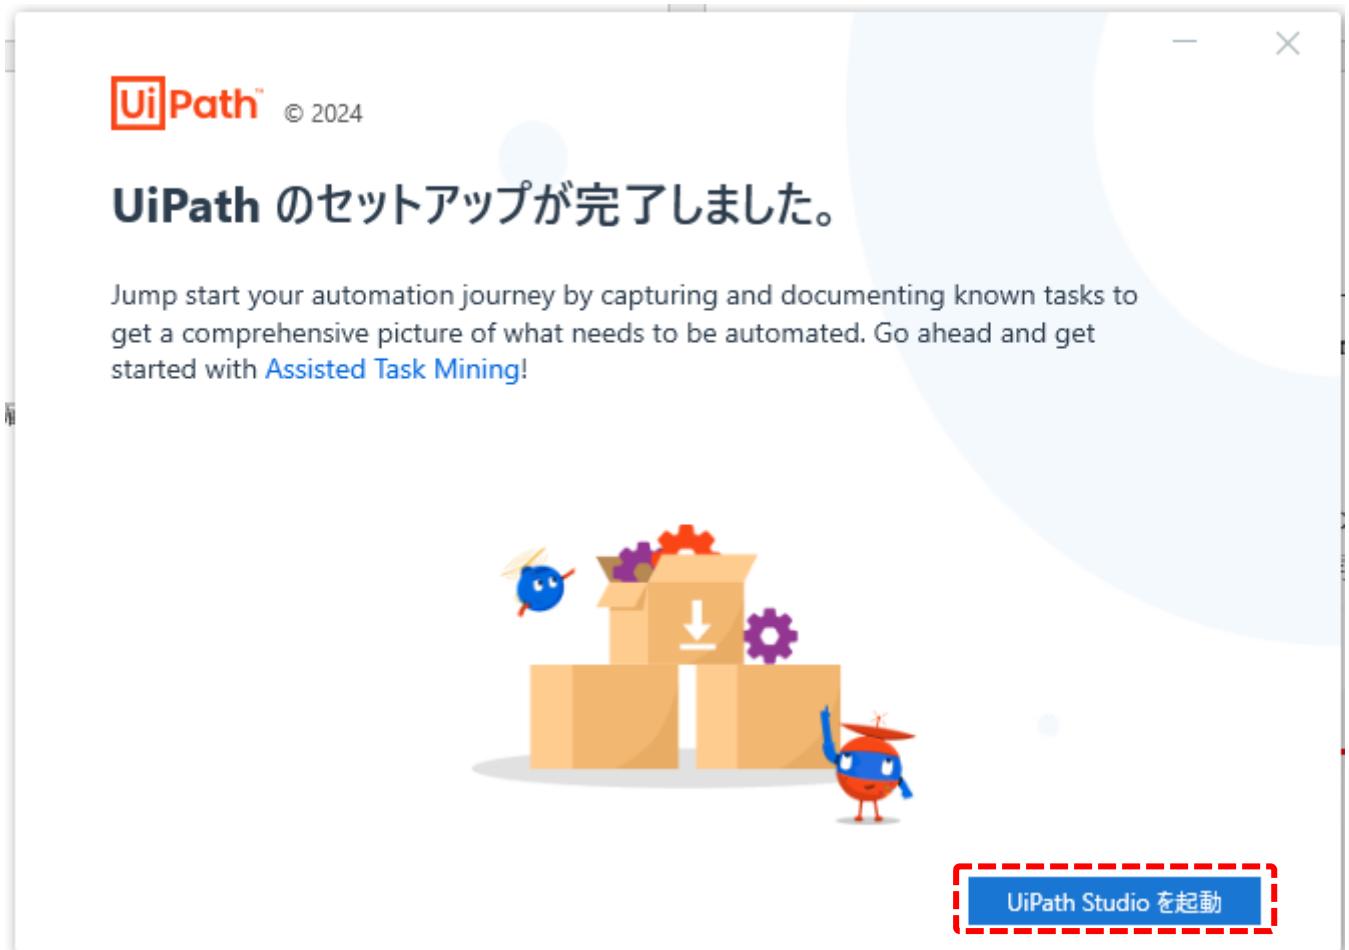 UiPath™ © 2024
UiPath のセットアップが完了しました。
Jump start your automation journey by capturing and documenting known tasks to
get a comprehensive picture of what needs to be automated. Go ahead and get
started with Assisted Task Mining!
UiPath Studio を起動